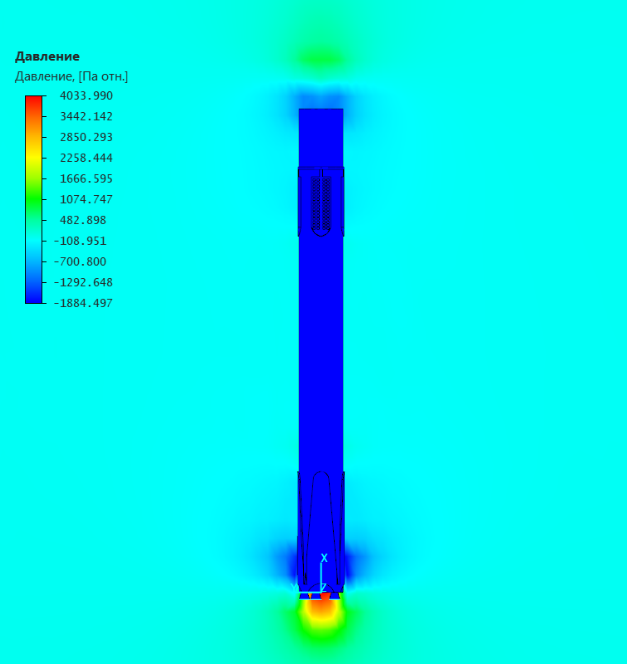 Давление
Давление, [Па отн.]
4033.990
3442.142
2850.293
2258.444
1666.595
1074.747
482.898
-108.951
-700.800
-1292.648
-1884.497
X
Z